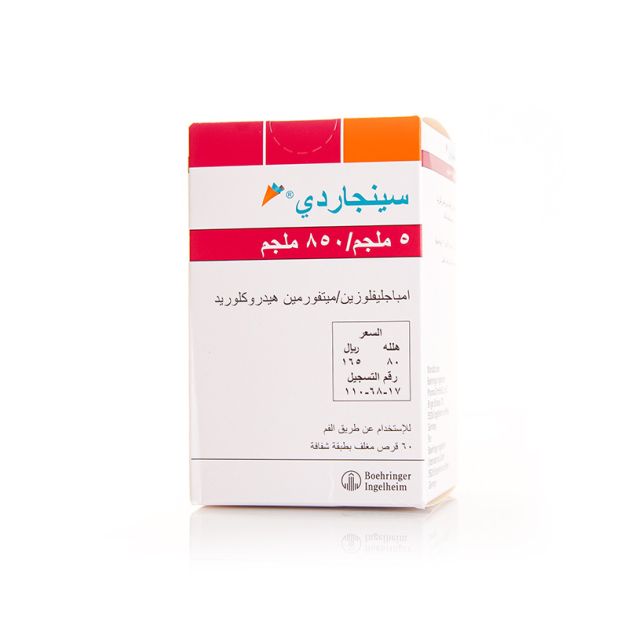 سينجاردي®
٥ ملجم/٨٥٠ ملجم
امباجليفلوزين/ميتفورمين هيدروكلوريد
السعر
هلله ريال
٨٠ ١٦٥
رقم التسجيل
١١٠-٦٨-١٧
للإستخدام عن طريق الفم
٦٠ قرص مغلف بطبقة شفافة
Boehringer
Ingelheim